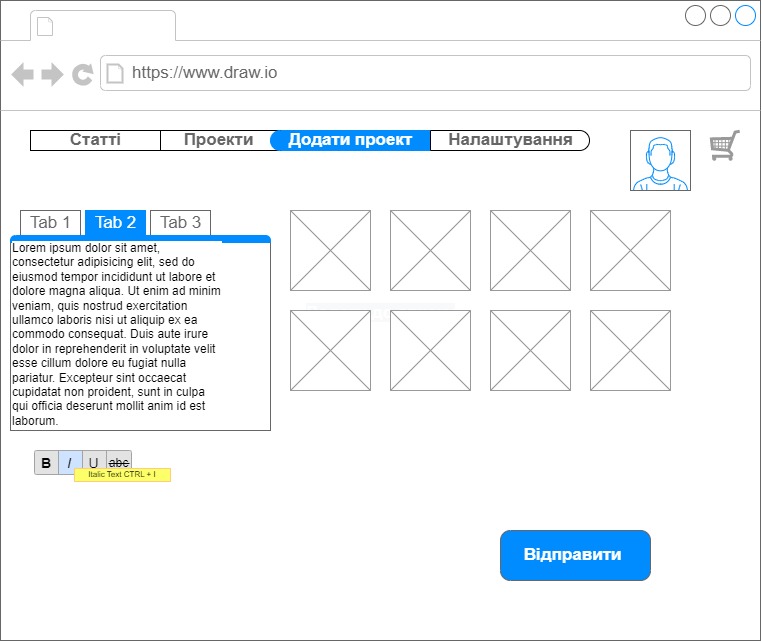 https://www.draw.io
Статті
Проекти
Додати проект
Налаштування
Tab 1
Tab 2
Tab 3
Lorem ipsum dolor sit amet,
consectetur adipisicing elit, sed do
eiusmod tempor incididunt ut labore et
dolore magna aliqua. Ut enim ad minim
veniam, quis nostrud exercitation
ullamco laboris nisi ut aliquip ex ea
commodo consequat. Duis aute irure
dolor in reprehenderit in voluptate velit
esse cillum dolore eu fugiat nulla
pariatur. Excepteur sint occaecat
cupidatat non proident, sunt in culpa
qui officia deserunt mollit anim id est
laborum.
B
I
U
abc
Italic Text CTRL + I
Відправити